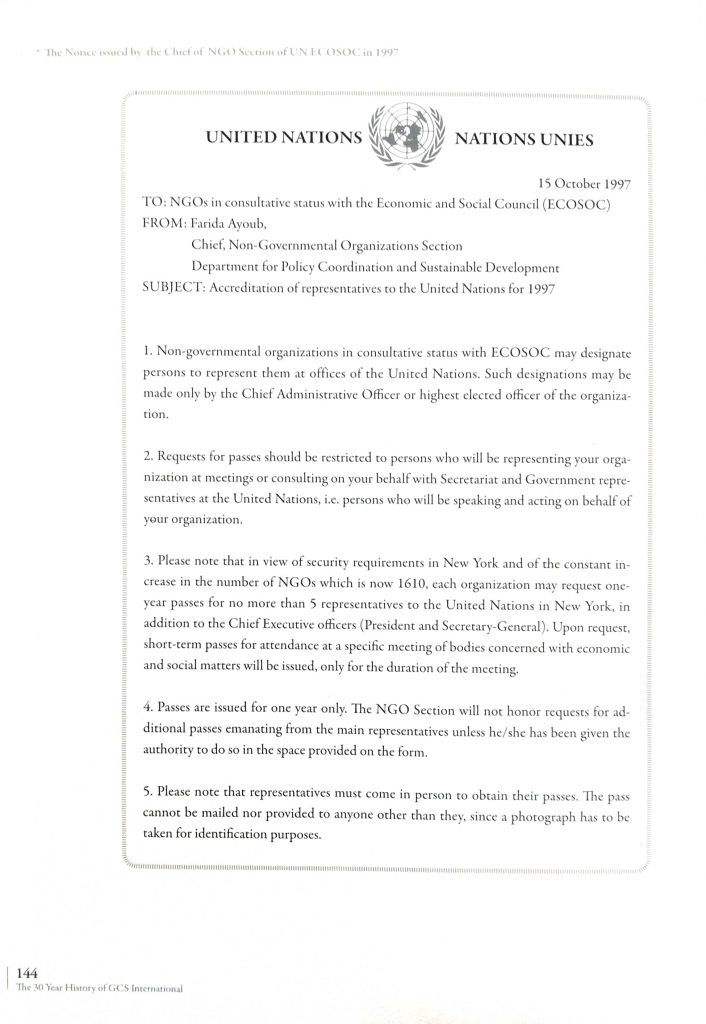 * The Notice issued by the Chief of NGO Section of UN ECOSOC in 1997
UNITED NATIONS NATIONS UNIES
15 October 1997
TO: NGOs in consultative status with the Economic and Social Council (ECOSOC)
FROM: Farida Ayoub,
Chief, Non-Governmental Organizations Section
Department for Policy Coordination and Sustainable Development
SUBJECT: Accreditation of representatives to the United Nations for 1997
1. Non-governmental organizations in consultative status with ECOSOC may designate
persons to represent them at offices of the United Nations. Such designations may be
made only by the Chief Administrative Officer or highest elected officer of the organiza-
tion.
2. Requests for passes should be restricted to persons who will be representing your orga-
nization at meetings or consulting on your behalf with Secretariat and Government repre-
sentatives at the United Nations, i.e. persons who will be speaking and acting on behalf of
your organization.
3. Please note that in view of security requirements in New York and of the constant in-
crease in the number of NGOs which is now 1610, each organization may request one-
year passes for no more than 5 representatives to the United Nations in New York, in
addition to the Chief Executive officers (President and Secretary-General). Upon request,
short-term passes for attendance at a specific meeting of bodies concerned with economic
and social matters will be issued, only for the duration of the meeting.
4. Passes are issued for one year only. The NGO Section will not honor requests for ad-
ditional passes emanating from the main representatives unless he/she has been given the
authority to do so in the space provided on the form.
5. Please note that representatives must come in person to obtain their passes. The pass
cannot be mailed nor provided to anyone other than they, since a photograph has to be
taken for identification purposes.
144
The 30 Year History of GCS International